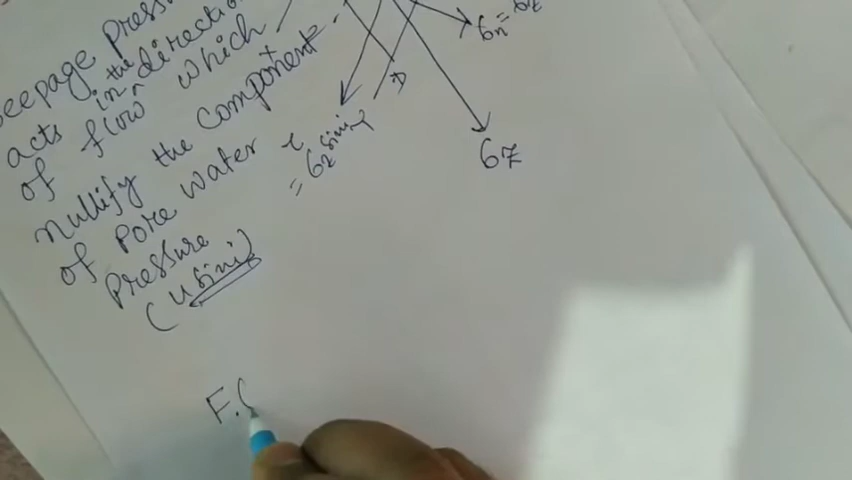 seepage pressu
acts in the direction
of flow which
nullify the component
of pore water
pressure
(u sin i)
τ
= σz sin i
σn = σz
σz
F.(